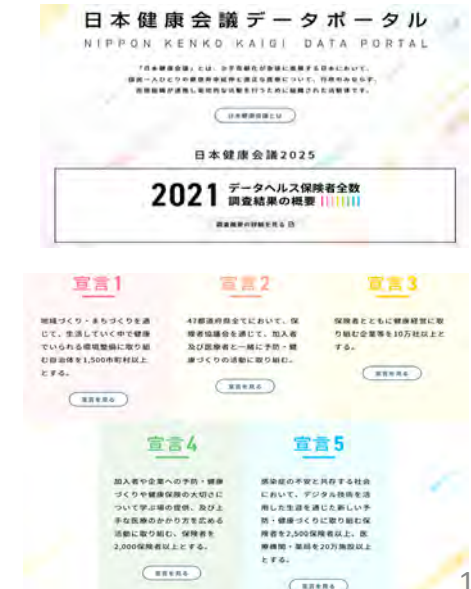 日本健康会議データポータル
NIPPON KENKO KAIGI DATA PORTAL
「日本健康会議」とは、少子高齢化が急速に進展する日本において、
国民一人ひとりの健康寿命延伸と適正な医療について、行政のみならず、
民間組織が連携し実効的な活動を行うために組織された活動体です。
日本健康会議とは
日本健康会議2025
2021 データヘルス保険者全数
調査結果の概要
調査概要の詳細を見る
宣言1
地域づくり・まちづくりを通
じて、生活していく中で健康
でいられる環境整備に取り組
む自治体を1,500市町村以上
とする。
宣言を見る
宣言2
47都道府県全てにおいて、保
険者協議会を通じて、加入者
及び医療者と一緒に予防・健
康づくりの活動に取り組む。
宣言を見る
宣言3
保険者とともに健康経営に取
り組む企業等を10万社以上と
する。
宣言を見る
宣言4
加入者や企業への予防・健康
づくりや健康保険の大切さに
ついて学ぶ場の提供、及び上
手な医療のかかり方を広める
活動に取り組む、保険者を
2,000保険者以上とする。
宣言を見る
宣言5
感染症の不安と共存する社会
において、デジタル技術を活
用した生涯を通じた新しい予
防・健康づくりに取り組む保
険者を2,500保険者以上、医
療機関・薬局を20万施設以上
とする。
宣言を見る
1